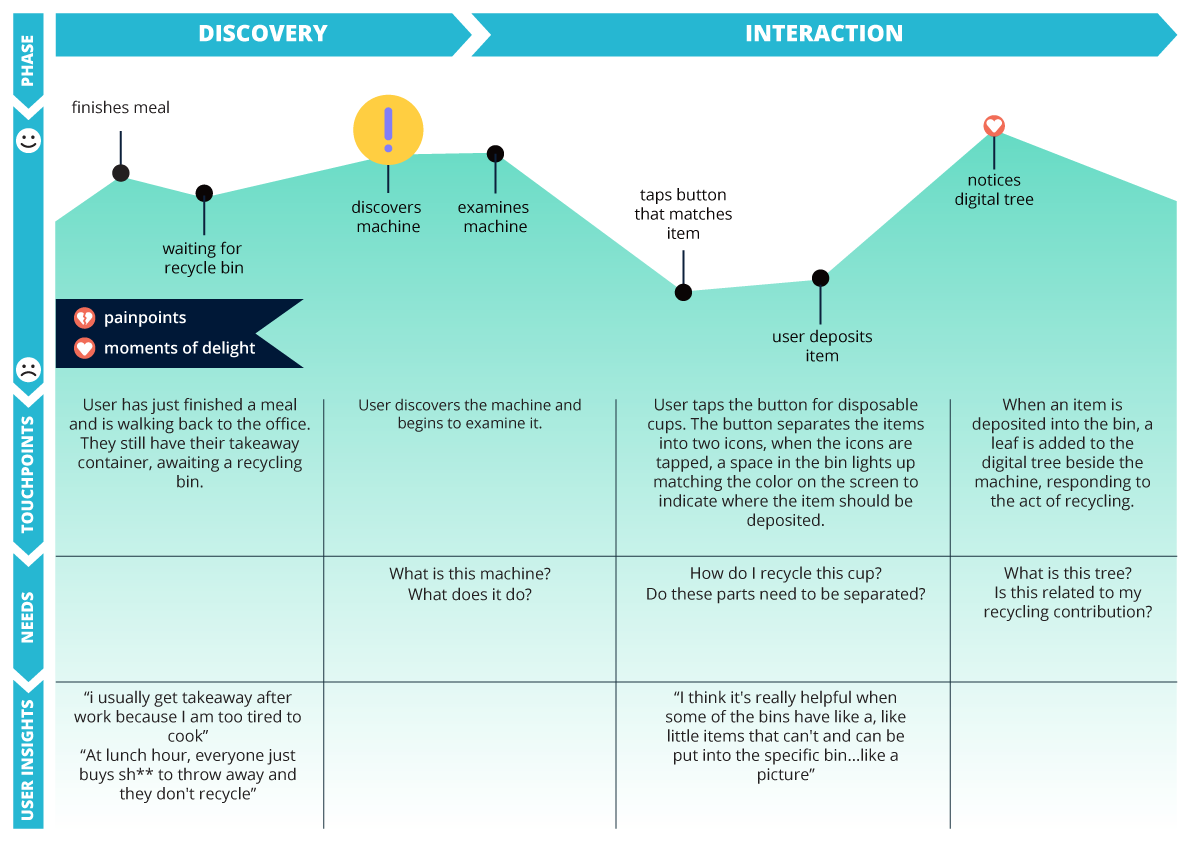 PHASE
DISCOVERY
INTERACTION
finishes meal
waiting for
recycle bin
discovers
machine
examines
machine
taps button
that matches
item
user deposits
item
notices
digital tree
painpoints
moments of delight
TOUCHPOINTS
User has just finished a meal
and is walking back to the office.
They still have their takeaway
container, awaiting a recycling
bin.
User discovers the machine and
begins to examine it.
User taps the button for disposable
cups. The button separates the items
into two icons, when the icons are
tapped, a space in the bin lights up
matching the color on the screen to
indicate where the item should be
deposited.
When an item is
deposited into the bin, a
leaf is added to the
digital tree beside the
machine, responding to
the act of recycling.
NEEDS
What is this machine?
What does it do?
How do I recycle this cup?
Do these parts need to be separated?
What is this tree?
Is this related to my
recycling contribution?
USER INSIGHTS
“i usually get takeaway after
work because I am too tired to
cook”
“At lunch hour, everyone just
buys sh** to throw away and
they don't recycle”
“I think it's really helpful when
some of the bins have like a, like
little items that can't and can be
put into the specific bin...like a
picture”